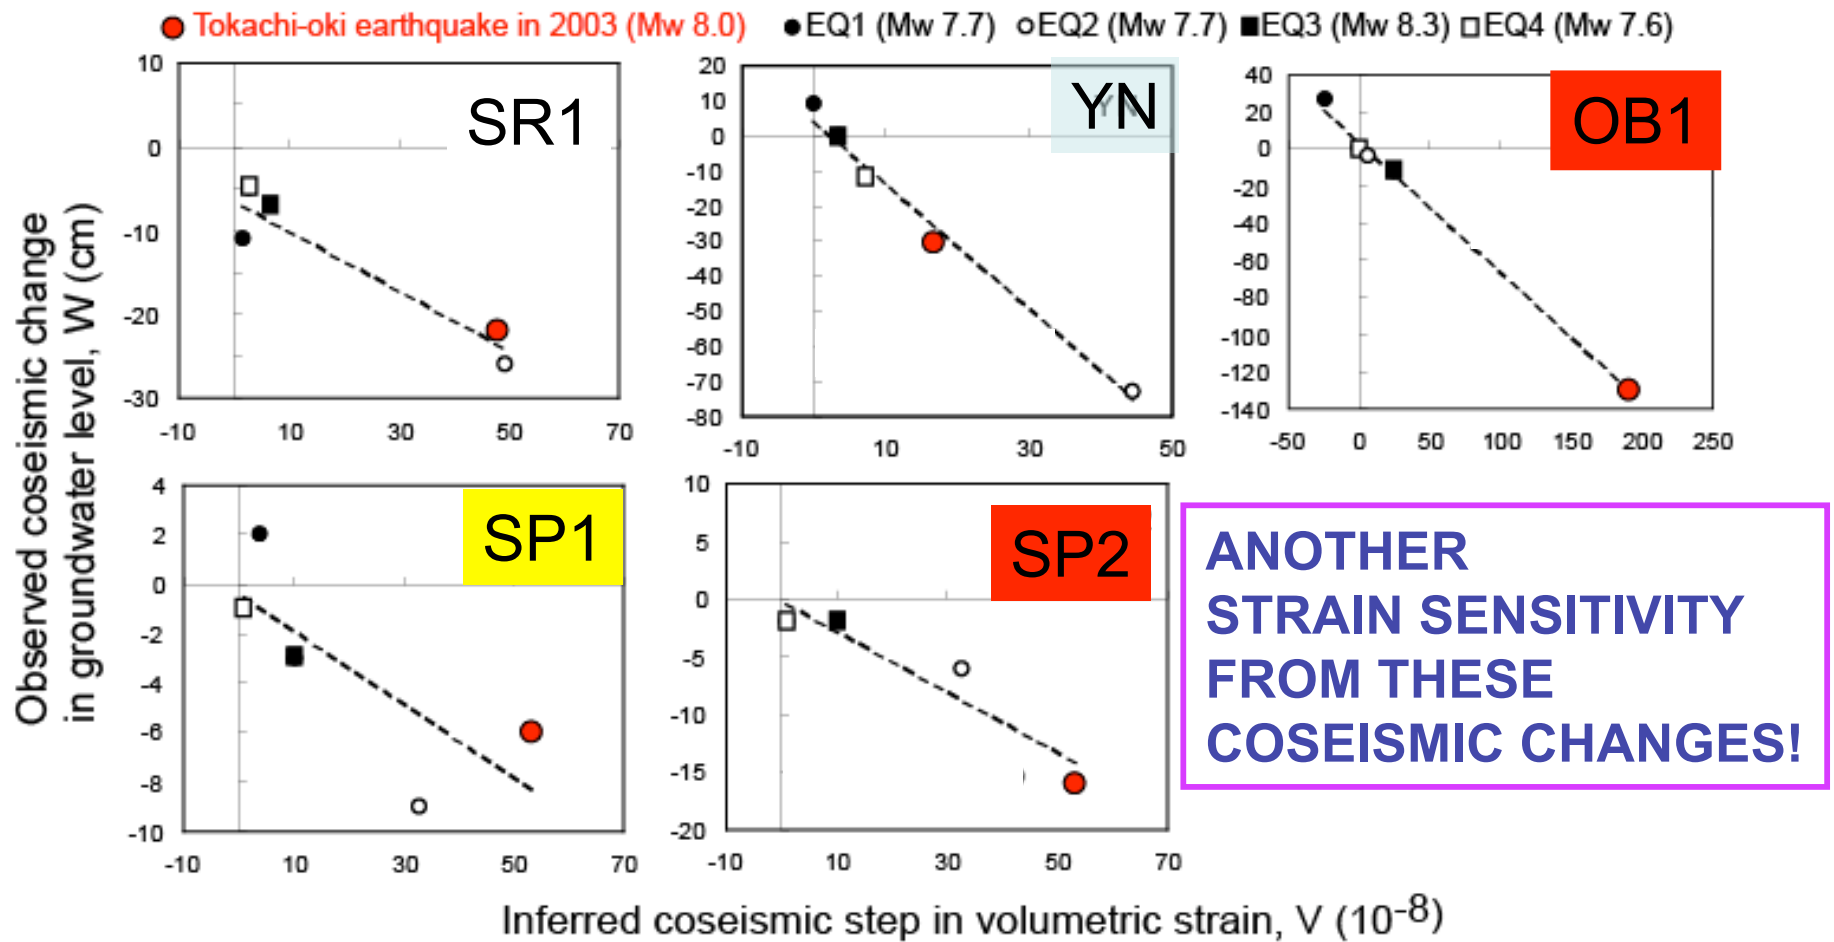 Tokachi-oki earthquake in 2003 (Mw 8.0) ●EQ1 (Mw 7.7) ○EQ2 (Mw 7.7) ■EQ3 (Mw 8.3) □EQ4 (Mw 7.6)
Observed coseismic change
in groundwater level, W (cm)
SR1
10
0
-10
-20
-30
-10 10 30 50 70
YN
YN
20
10
0
-10
-20
-30
-40
-50
-60
-70
-80
-10 10 30 50
OB1
40
20
0
-20
-40
-60
-80
-100
-120
-140
-50 0 50 100 150 200 250
SP1
4
2
0
-2
-4
-6
-8
-10
-10 10 30 50 70
SP2
10
5
0
-5
-10
-15
-20
-10 10 30 50 70
ANOTHER
STRAIN SENSITIVITY
FROM THESE
COSEISMIC CHANGES!
Inferred coseismic step in volumetric strain, V (10⁻⁸)